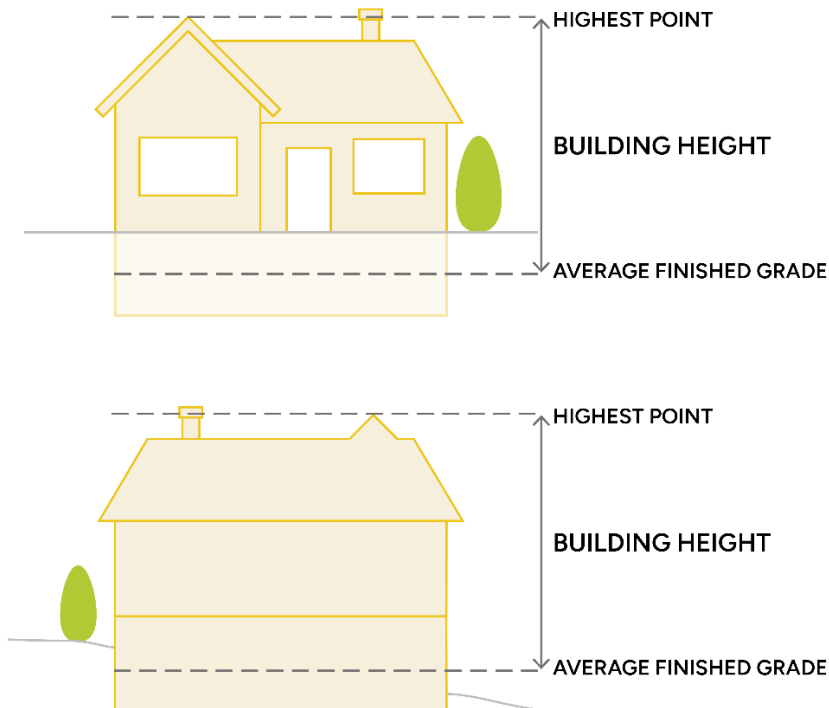 HIGHEST POINT
BUILDING HEIGHT
AVERAGE FINISHED GRADE
HIGHEST POINT
BUILDING HEIGHT
AVERAGE FINISHED GRADE